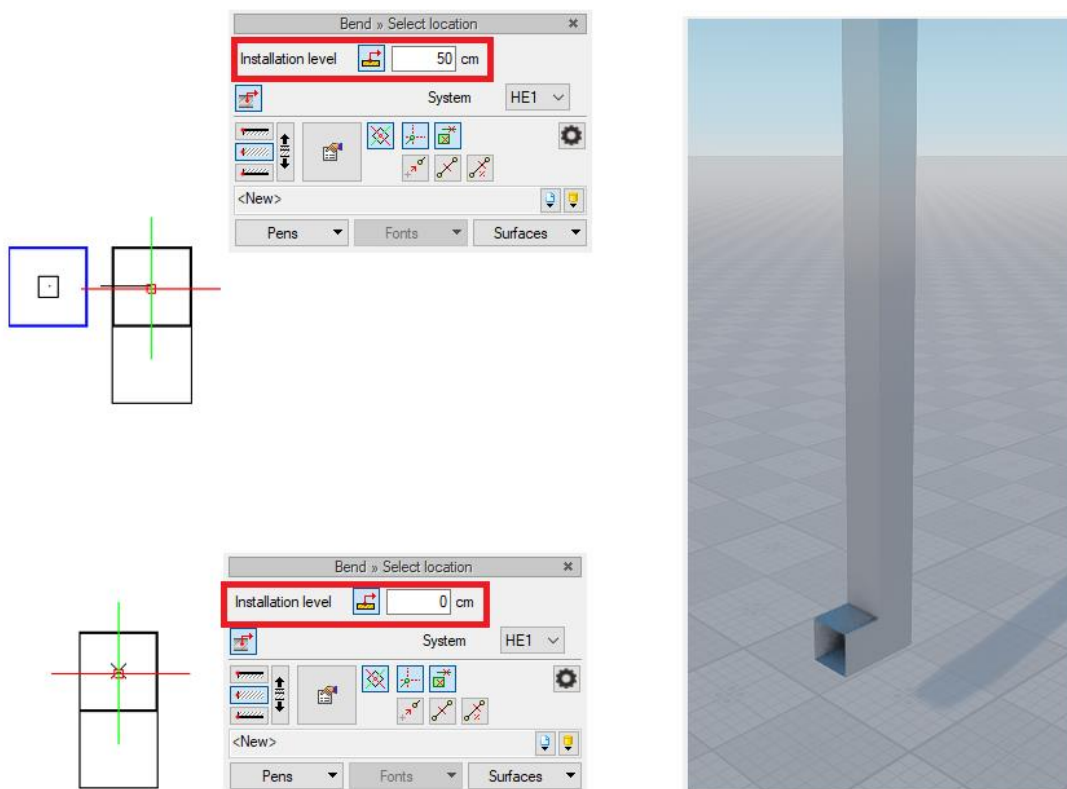 Bend » Select location
Installation level 50 cm
System HE1
<New>
Pens Fonts Surfaces
Bend » Select location
Installation level 0 cm
System HE1
<New>
Pens Fonts Surfaces